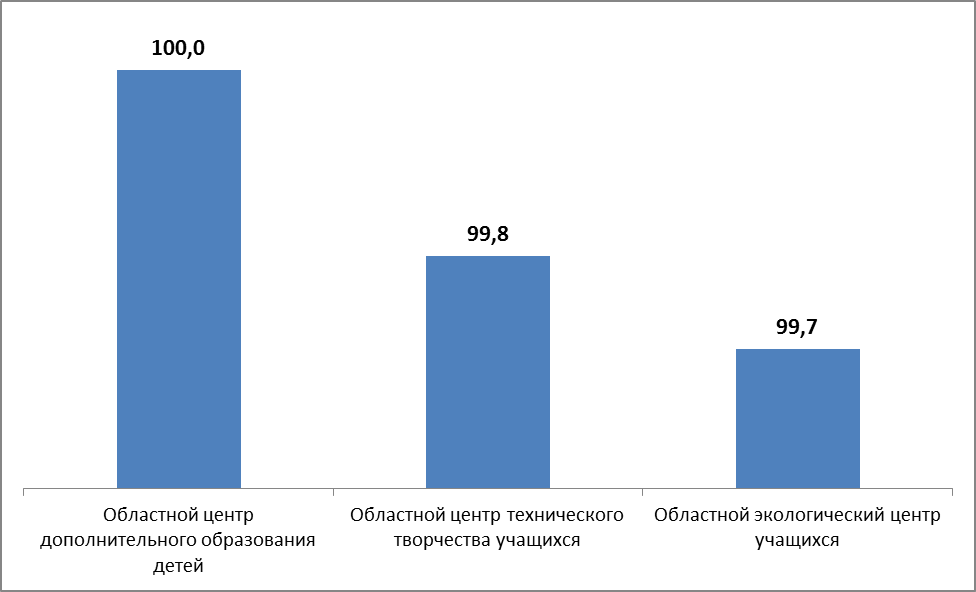 100,0
99,8
99,7
Областной центр
дополнительного образования
детей
Областной центр технического
творчества учащихся
Областной экологический центр
учащихся